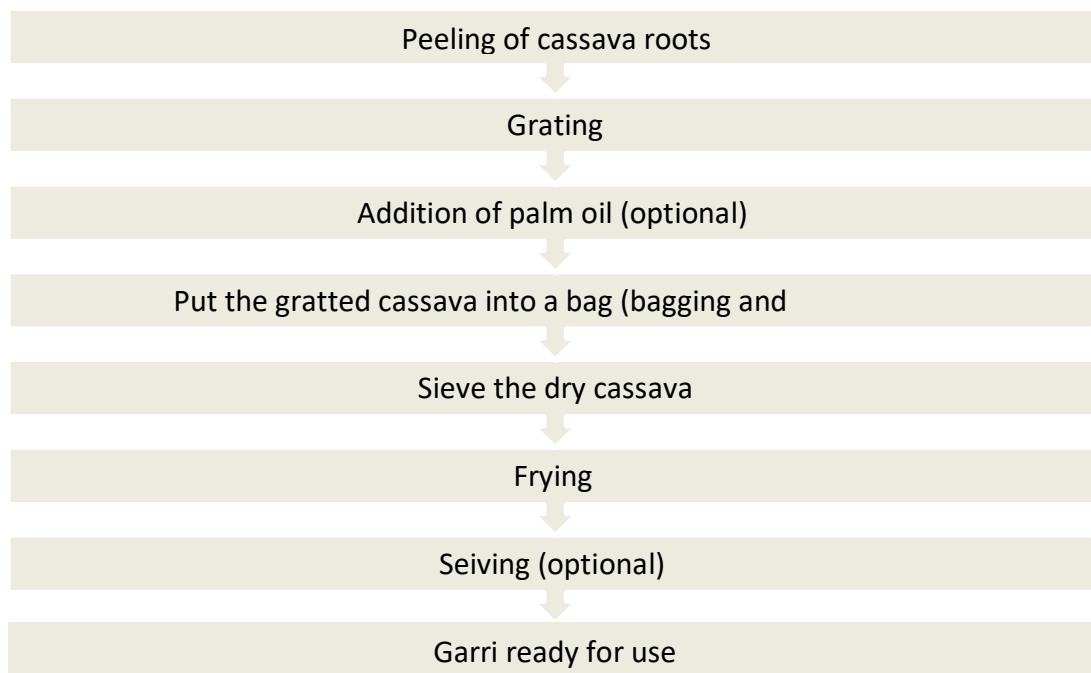 Peeling of cassava roots
Grating
Addition of palm oil (optional)
Put the gratted cassava into a bag (bagging and
Sieve the dry cassava
Frying
Seiving (optional)
Garri ready for use